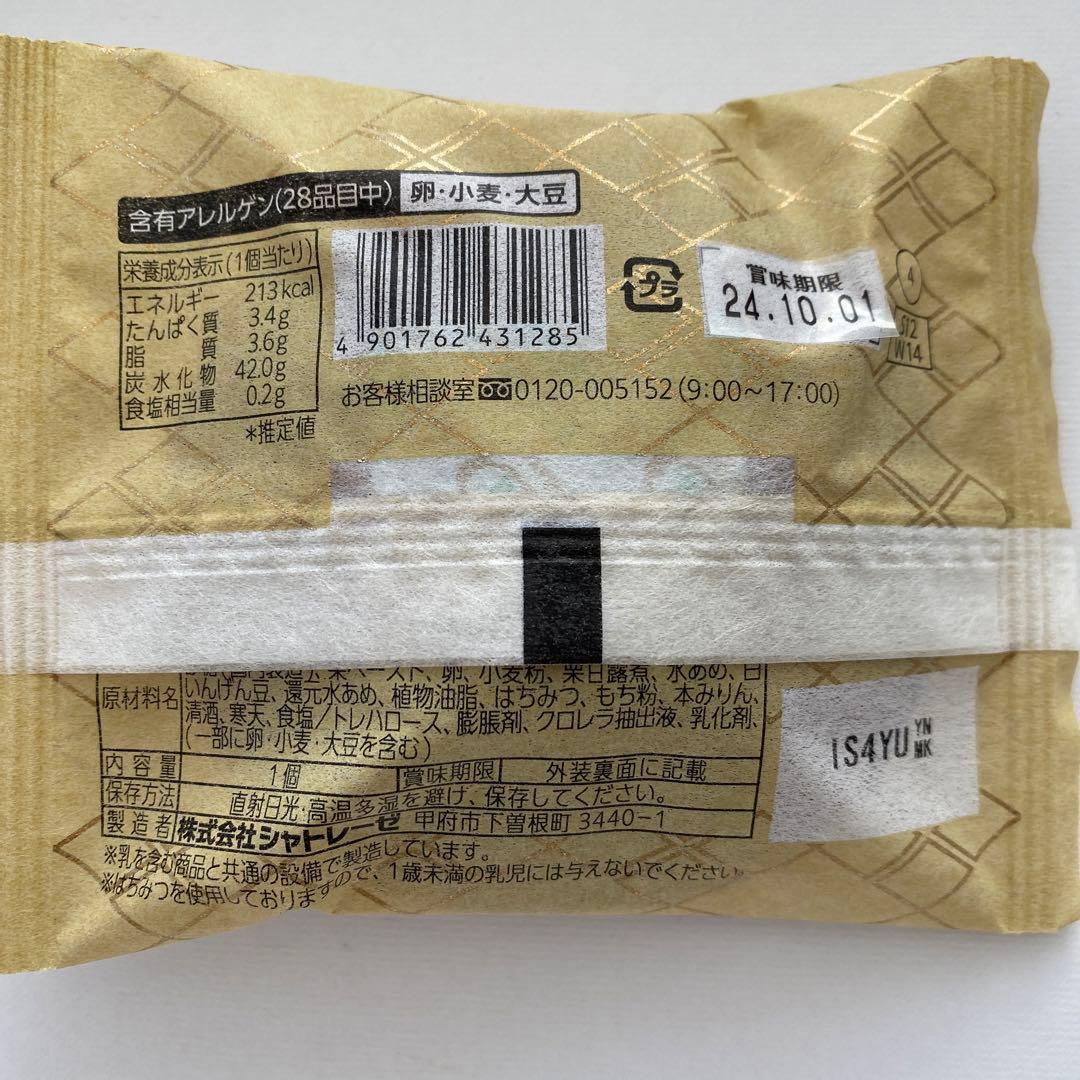 含有アレルゲン(28品目中) 卵・小麦・大豆
栄養成分表示(1個当たり)
エネルギー 213kcal
たんぱく質 3.4g
脂質 3.6g
炭水化物 42.0g
食塩相当量 0.2g
*推定値
4 901762 431285
プラ
賞味期限
24.10.01
4
S12
W14
お客様相談室 0120-005152(9:00〜17:00)
ペースト、卵、小麦粉、栗甘露煮、水あめ、白
原材料名 いんげん豆、還元水あめ、植物油脂、はちみつ、もち粉、本みりん、
清酒、寒天、食塩/トレハロース、膨脹剤、クロレラ抽出液、乳化剤、
(一部に卵・小麦・大豆を含む)
内容量 1個 賞味期限 外装裏面に記載
保存方法 直射日光・高温多湿を避け、保存してください。
製造者 株式会社シャトレーゼ 甲府市下曽根町3440-1
※乳を含む商品と共通の設備で製造しています。
※はちみつを使用しておりますので、1歳未満の乳児には与えないでください。
IS4YU YN
MK